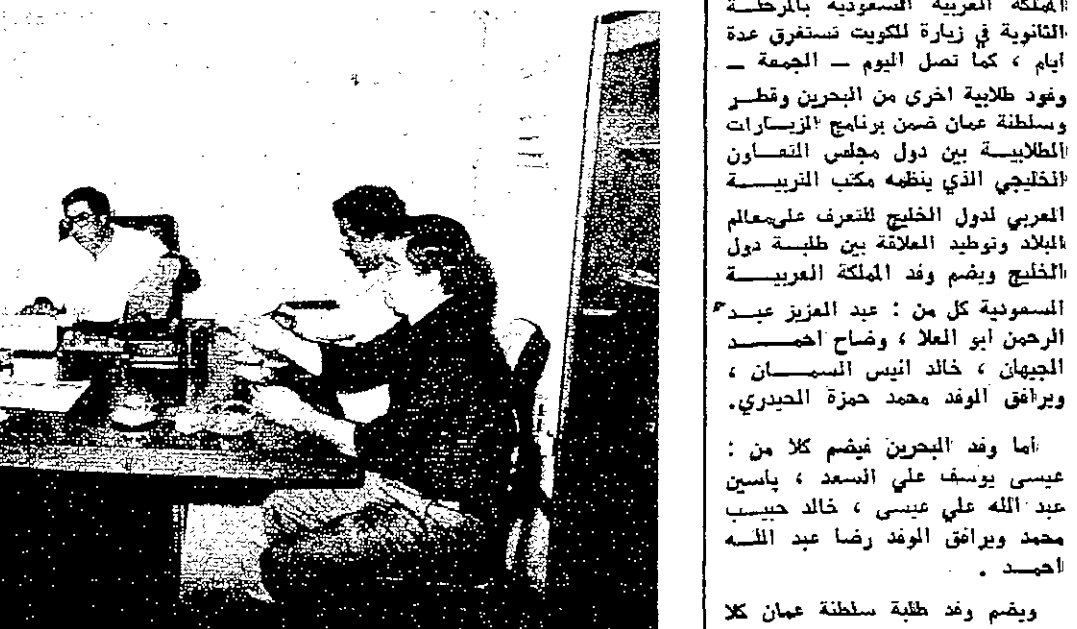 المملكة العربية السعودية بالمرحلة
الثانوية في زيارة للكويت تستغرق عدة
ايام ، كما تصل اليوم ــ الجمعة ــ
وفود طلابية اخرى من البحرين وقطر
وسلطنة عمان ضمن برنامج الزيارات
الطلابية بين دول مجلس التعاون
الخليجي الذي ينظمه مكتب التربية
العربي لدول الخليج للتعرف على معالم
البلاد وتوطيد العلاقة بين طلبة دول
الخليج ويضم وفد المملكة العربية
السعودية كل من : عبد العزيز عبد
الرحمن ابو العلا ، وضاح احمد
الجيهان ، خالد انيس السمان ،
ويرافق الوفد محمد حمزة الحيدري.
اما وفد البحرين فيضم كلا من :
عيسى يوسف علي السعد ، ياسين
عبد الله علي عيسى ، خالد حبيب
محمد ويرافق الوفد رضا عبد الله
احمد .
ويضم وفد طلبة سلطنة عمان كلا